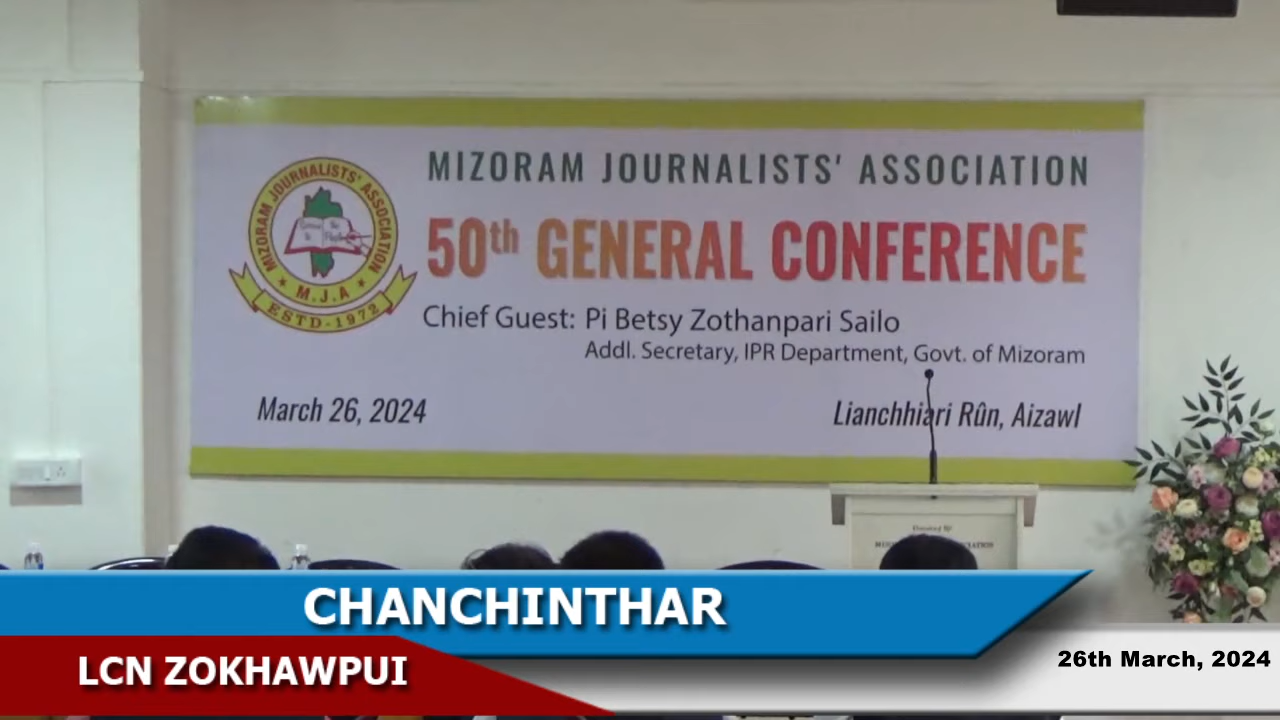 MIZORAM JOURNALISTS' ASSOCIATION
50th GENERAL CONFERENCE
MIZORAM JOURNALISTS' ASSOCIATION
M.J.A
ESTD-1972
Chief Guest: Pi Betsy Zothanpari Sailo
Addl. Secretary, IPR Department, Govt. of Mizoram
March 26, 2024
Lianchhiari Rûn, Aizawl
CHANCHINTHAR
LCN ZOKHAWPUI
26th March, 2024